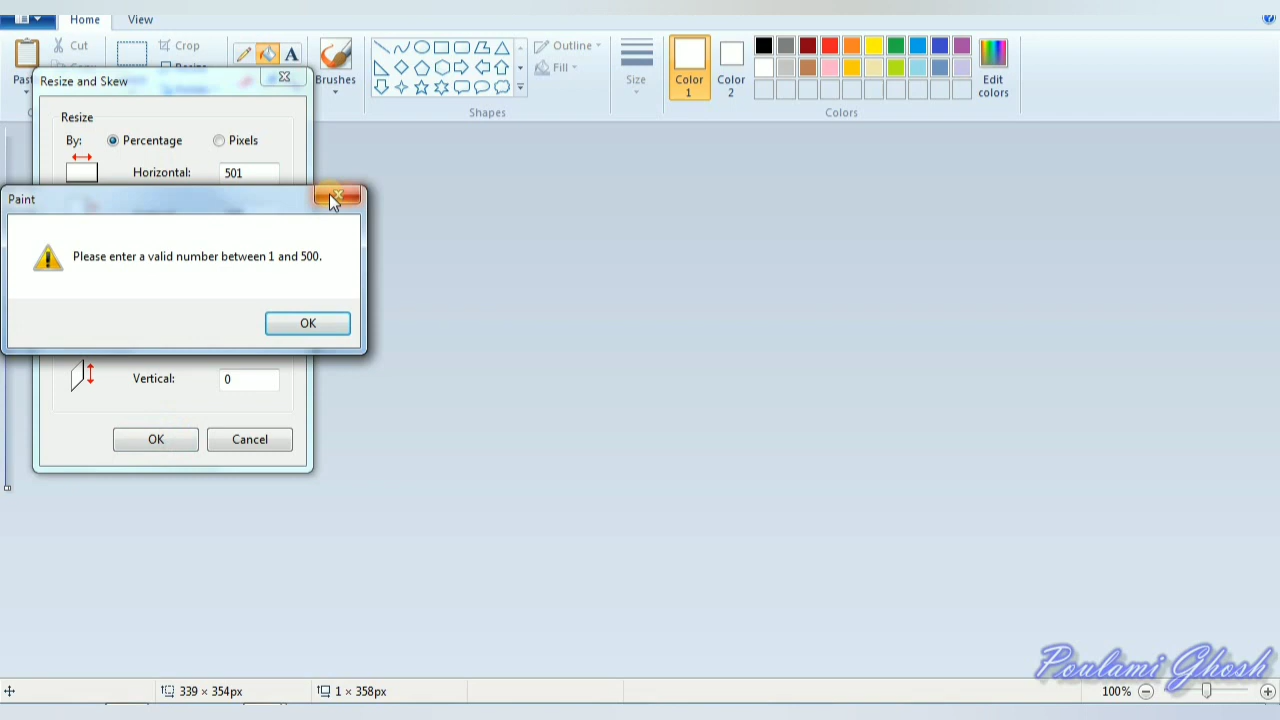 Home View
Cut
Crop
Past
Brushes
Outline
Fill
Shapes
Size
Color 1
Color 2
Edit colors
Colors
Resize and Skew
Resize
By: Percentage Pixels
Horizontal: 501
Paint
Please enter a valid number between 1 and 500.
OK
Vertical: 0
OK Cancel
Poulami Ghosh
339 × 354px 1 × 358px 100%